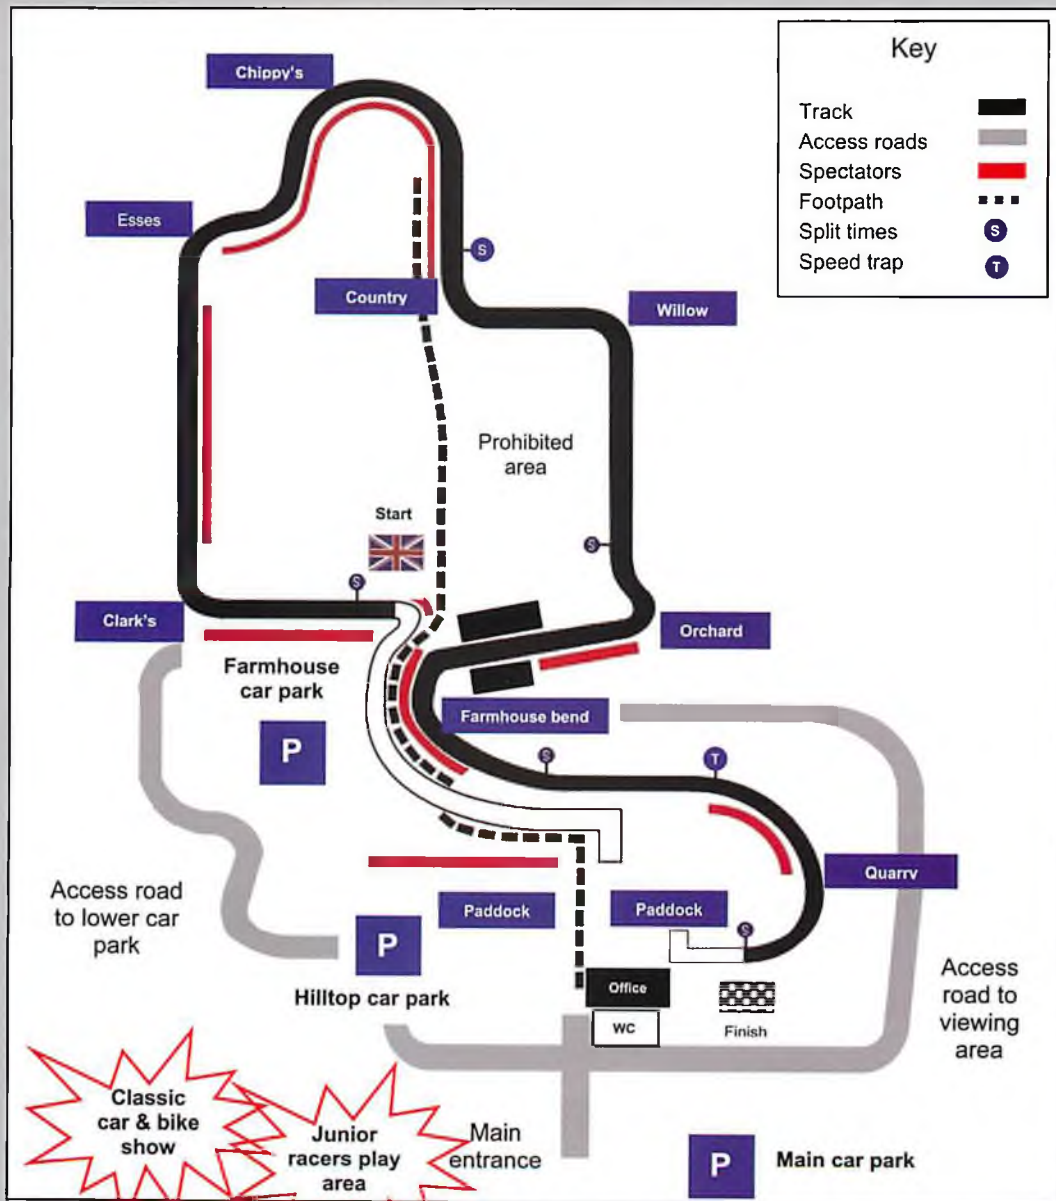 Key
Track
Access roads
Spectators
Footpath
Split times
S
Speed trap
T
Chippy's
Esses
S
Country
Willow
Prohibited
area
Start
S
S
Clark's
Orchard
Farmhouse
car park
Farmhouse bend
P
S
T
Quarry
Access road
to lower car
park
Paddock
Paddock
P
S
Hilltop car park
Office
WC
Finish
Access
road to
viewing
area
Classic
car & bike
show
Junior
racers play
area
Main
entrance
P
Main car park